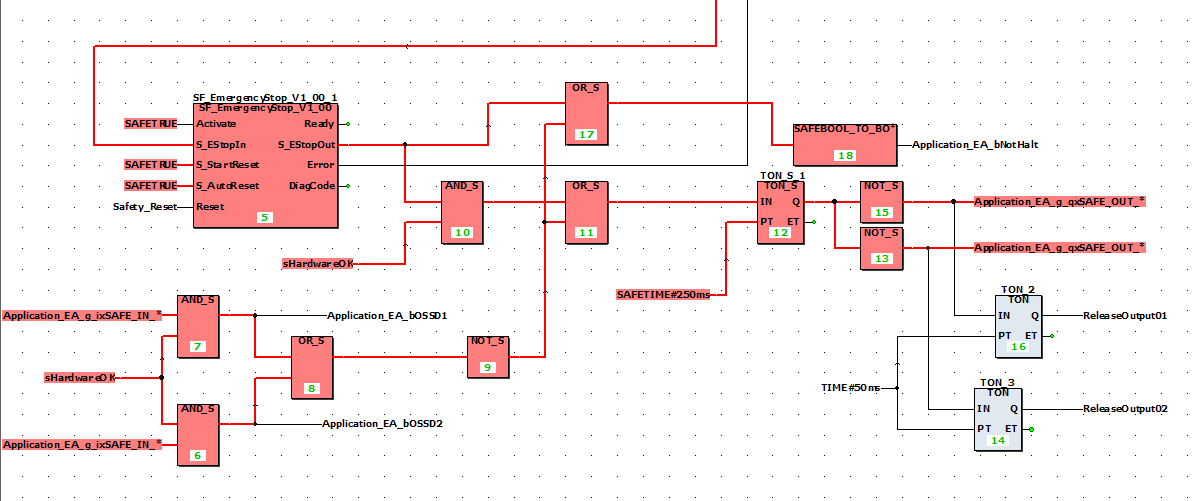 OR_S
17
SF_EmergencyStop_V1_00_1
SF_EmergencyStop_V1_00
SAFETRUE Activate Ready
S_EStopIn S_EStopOut
SAFETRUE S_StartReset Error
SAFETRUE S_AutoReset DiagCode
Safety_Reset Reset
5
SAFEBOOL_TO_BO*
18
Application_EA_bNotHalt
AND_S
10
sHardwareOK
OR_S
11
TON_S_1
TON_S
IN Q
PT ET
12
SAFETIME#250ms
NOT_S
15
Application_EA_g_qxSAFE_OUT_*
NOT_S
13
Application_EA_g_qxSAFE_OUT_*
Application_EA_g_ixSAFE_IN_*
AND_S
7
Application_EA_bOSSD1
OR_S
8
NOT_S
9
sHardwareOK
AND_S
6
Application_EA_bOSSD2
Application_EA_g_ixSAFE_IN_*
TON_2
TON
IN Q
PT ET
16
ReleaseOutput01
TIME#50ms
TON_3
TON
IN Q
PT ET
14
ReleaseOutput02